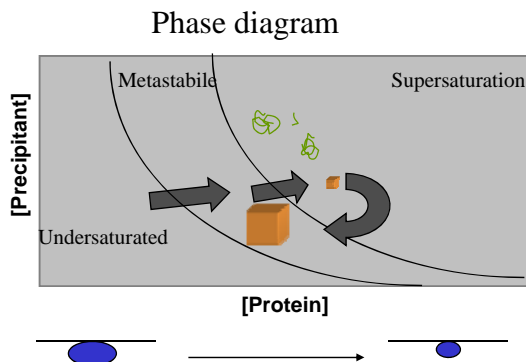 Phase diagram
Metastabile
Supersaturation
[Precipitant]
Undersaturated
[Protein]